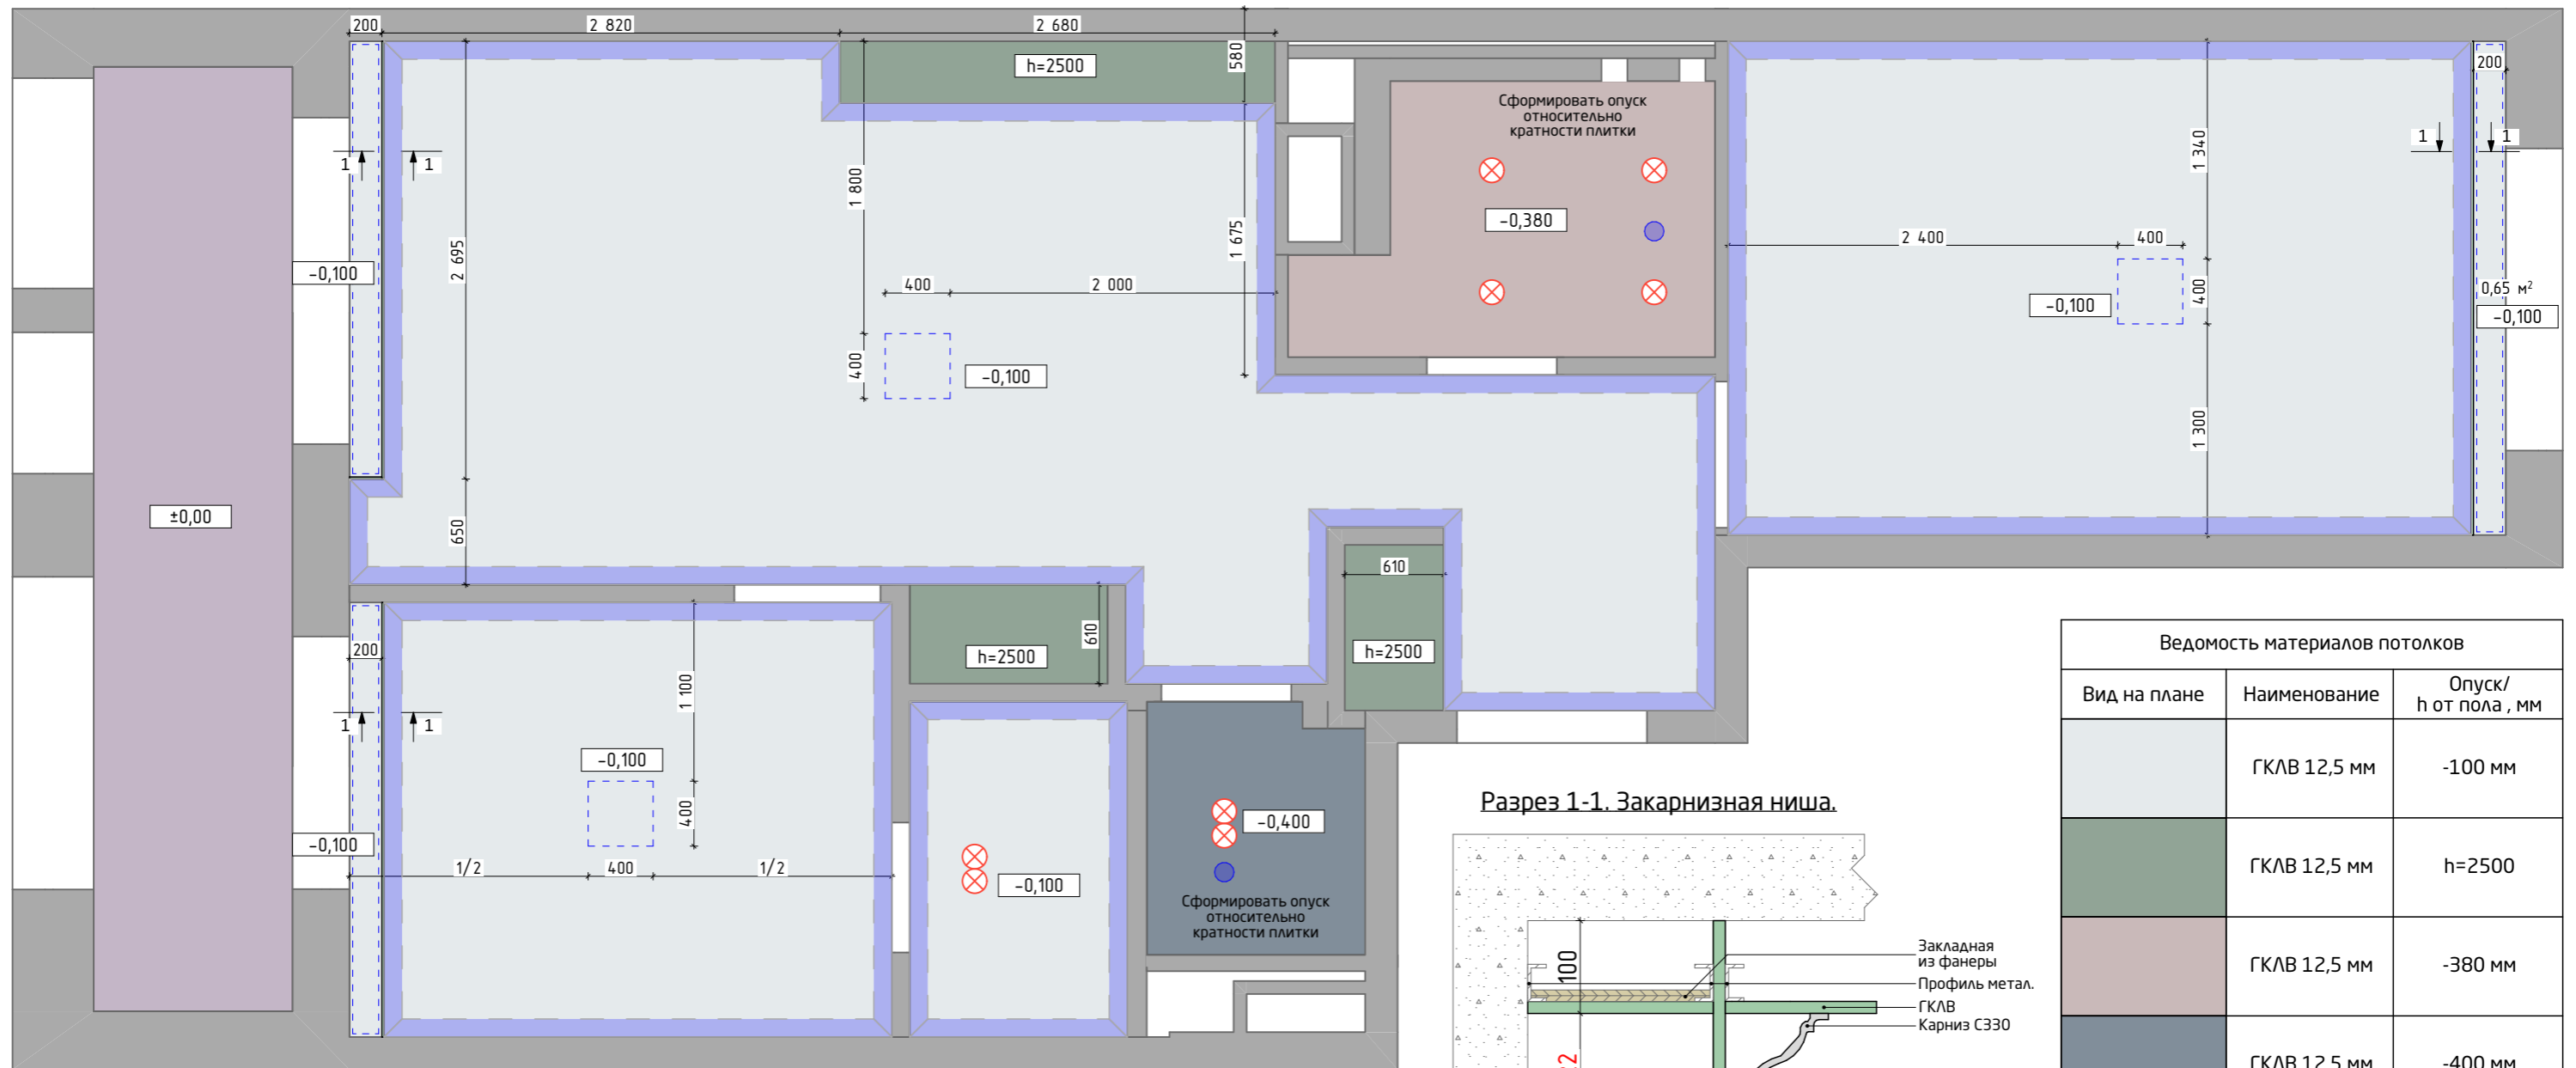 200
2 820
2 680
h=2500
580
200
Сформировать опуск
относительно
кратности плитки
1
1
1 800
2 695
1 675
-0,380
1 340
1
1
2 400
400
-0,100
400
2 000
400
-0,100
400
-0,100
0,65 м²
-0,100
1 300
±0,00
650
610
h=2500
610
h=2500
200
1 100
1
1
-0,100
400
-0,100
1/2
400
1/2
-0,100
-0,400
Сформировать опуск
относительно
кратности плитки
Разрез 1-1. Закарнизная ниша.
100
Закладная
из фанеры
Профиль метал.
ГКЛВ
Карниз С330
Ведомость материалов потолков
Вид на плане
Наименование
Опуск/
h от пола , мм
ГКЛВ 12,5 мм
-100 мм
ГКЛВ 12,5 мм
h=2500
ГКЛВ 12,5 мм
-380 мм
ГКЛВ 12,5 мм
-400 мм